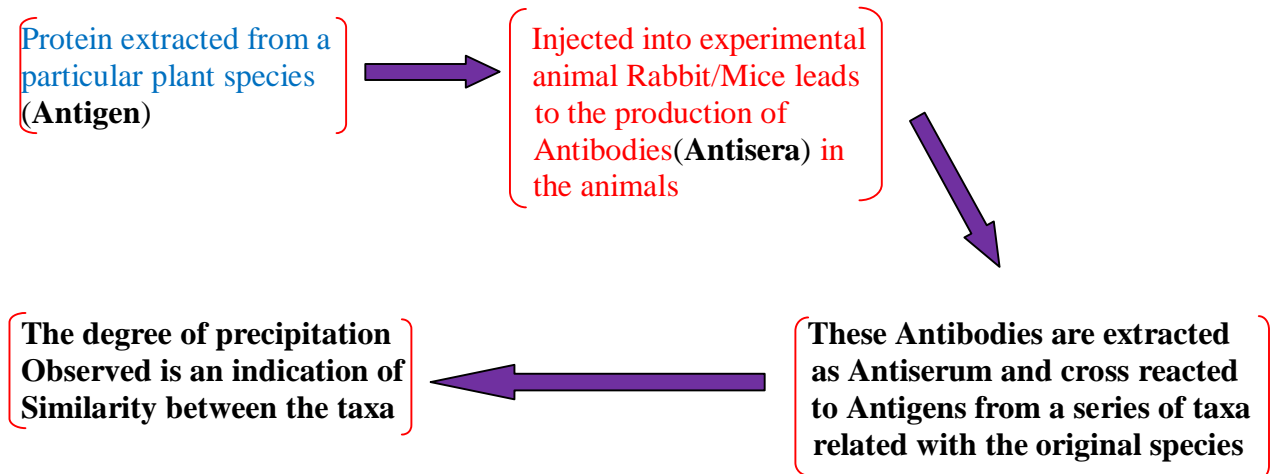 Protein extracted from a
particular plant species
(Antigen)
Injected into experimental
animal Rabbit/Mice leads
to the production of
Antibodies(Antisera) in
the animals
These Antibodies are extracted
as Antiserum and cross reacted
to Antigens from a series of taxa
related with the original species
The degree of precipitation
Observed is an indication of
Similarity between the taxa